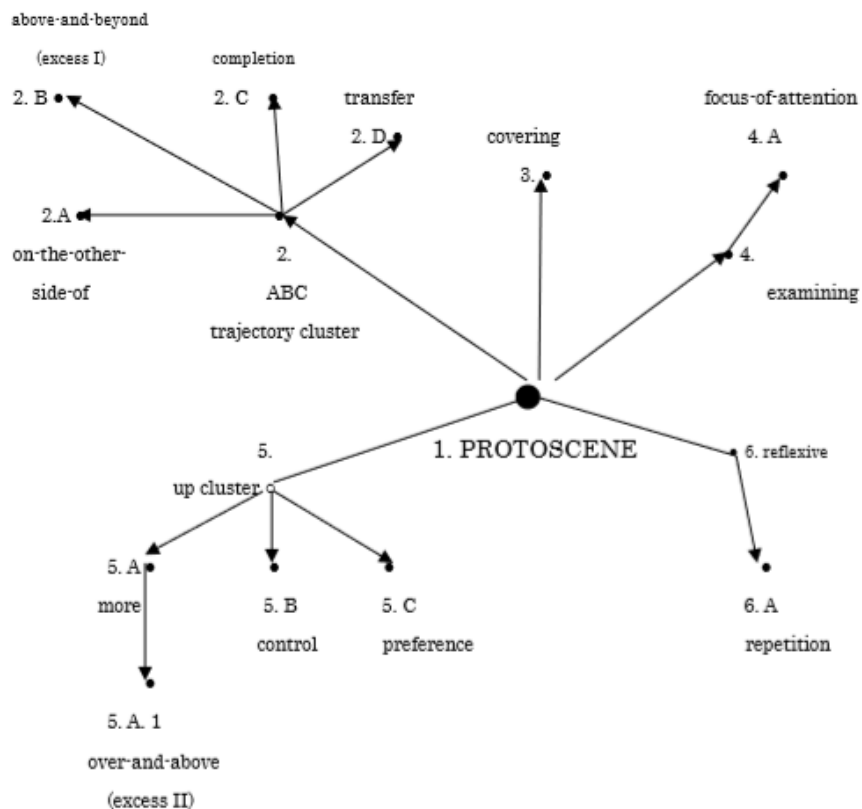 above-and-beyond
(excess I)
completion
2. B
2. C
transfer
2. D
focus-of-attention
4. A
covering
3.
2.A
on-the-other-
side-of
2.
ABC
trajectory cluster
4.
examining
1. PROTOSCENE
5.
up cluster
6. reflexive
5. A
more
5. B
control
5. C
preference
6. A
repetition
5. A. 1
over-and-above
(excess II)